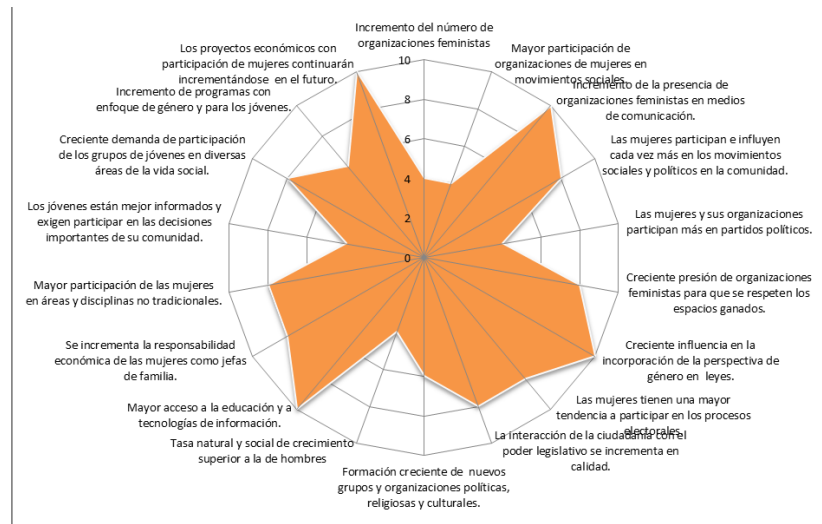 Incremento del número de
organizaciones feministas
Mayor participación de
organizaciones de mujeres en
movimientos sociales.
Incremento de la presencia de
organizaciones feministas en medios
de comunicación.
Las mujeres participan e influyen
cada vez más en los movimientos
sociales y políticos en la comunidad.
Las mujeres y sus organizaciones
participan más en partidos políticos.
Creciente presión de organizaciones
feministas para que se respeten los
espacios ganados.
Creciente influencia en la
incorporación de la perspectiva de
género en leyes.
Las mujeres tienen una mayor
tendencia a participar en los procesos
electorales.
La interacción de la ciudadanía con el
poder legislativo se incrementa en
calidad.
Formación creciente de nuevos
grupos y organizaciones políticas,
religiosas y culturales.
Tasa natural y social de crecimiento
superior a la de hombres
Mayor acceso a la educación y a
tecnologías de información.
Se incrementa la responsabilidad
económica de las mujeres como jefas
de familia.
Mayor participación de las mujeres
en áreas y disciplinas no tradicionales.
Los jóvenes están mejor informados y
exigen participar en las decisiones
importantes de su comunidad.
Creciente demanda de participación
de los grupos de jóvenes en diversas
áreas de la vida social.
Incremento de programas con
enfoque de género y para los jóvenes.
Los proyectos económicos con
participación de mujeres continuarán
incrementándose en el futuro.
10
8
6
4
2
0